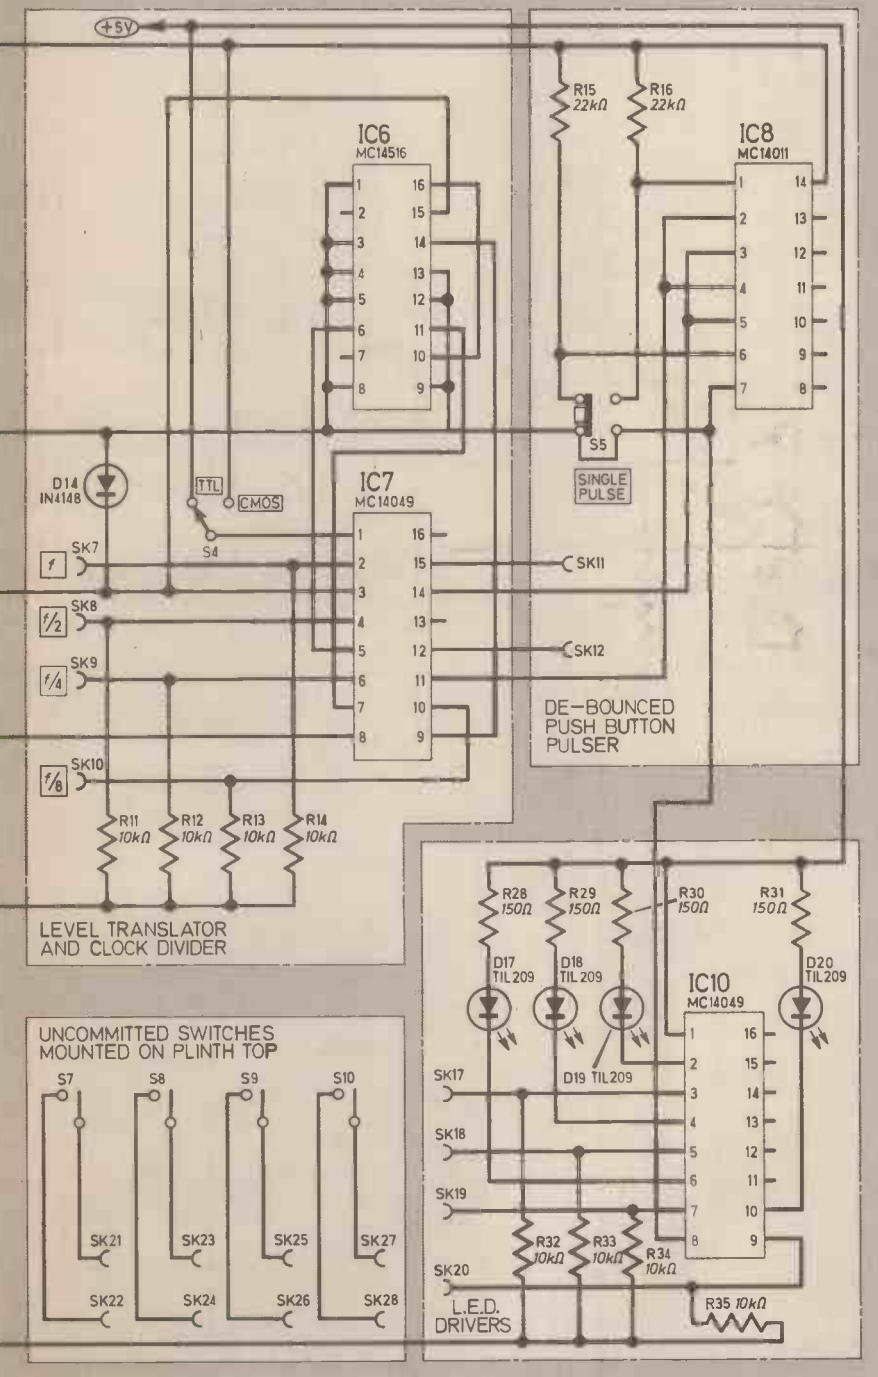 +5V
R15
22kΩ
R16
22kΩ
IC6
MC14516
IC8
MC14011
1 16
2 15
3 14
4 13
5 12
6 11
7 10
8 9
1 14
2 13
3 12
4 11
5 10
6 9
7 8
D14
IN4148
TTL
CMOS
S4
IC7
MC14049
S5
SINGLE
PULSE
f
SK7
f/2
SK8
f/4
SK9
f/8
SK10
1 16
2 15
3 14
4 13
5 12
6 11
7 10
8 9
SK11
SK12
DE-BOUNCED
PUSH BUTTON
PULSER
R11
10kΩ
R12
10kΩ
R13
10kΩ
R14
10kΩ
LEVEL TRANSLATOR
AND CLOCK DIVIDER
R28
150Ω
R29
150Ω
R30
150Ω
R31
150Ω
D17
TIL209
D18
TIL209
D19 TIL209
IC10
MC14049
D20
TIL209
1 16
2 15
3 14
4 13
5 12
6 11
7 10
8 9
SK17
SK18
SK19
SK20
R32
10kΩ
R33
10kΩ
R34
10kΩ
R35 10kΩ
L.E.D.
DRIVERS
UNCOMMITTED SWITCHES
MOUNTED ON PLINTH TOP
S7
S8
S9
S10
SK21
SK23
SK25
SK27
SK22
SK24
SK26
SK28